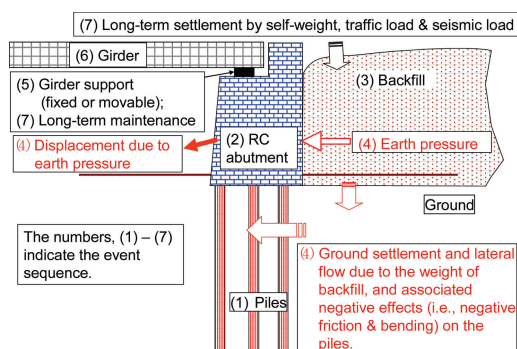 (7) Long-term settlement by self-weight, traffic load & seismic load
(6) Girder
(5) Girder support
(fixed or movable);
(7) Long-term maintenance
(3) Backfill
(4) Displacement due to
earth pressure
(2) RC
abutment
(4) Earth pressure
Ground
The numbers, (1) – (7)
indicate the event
sequence.
(1) Piles
(4) Ground settlement and lateral
flow due to the weight of
backfill, and associated
negative effects (i.e., negative
friction & bending) on the
piles.